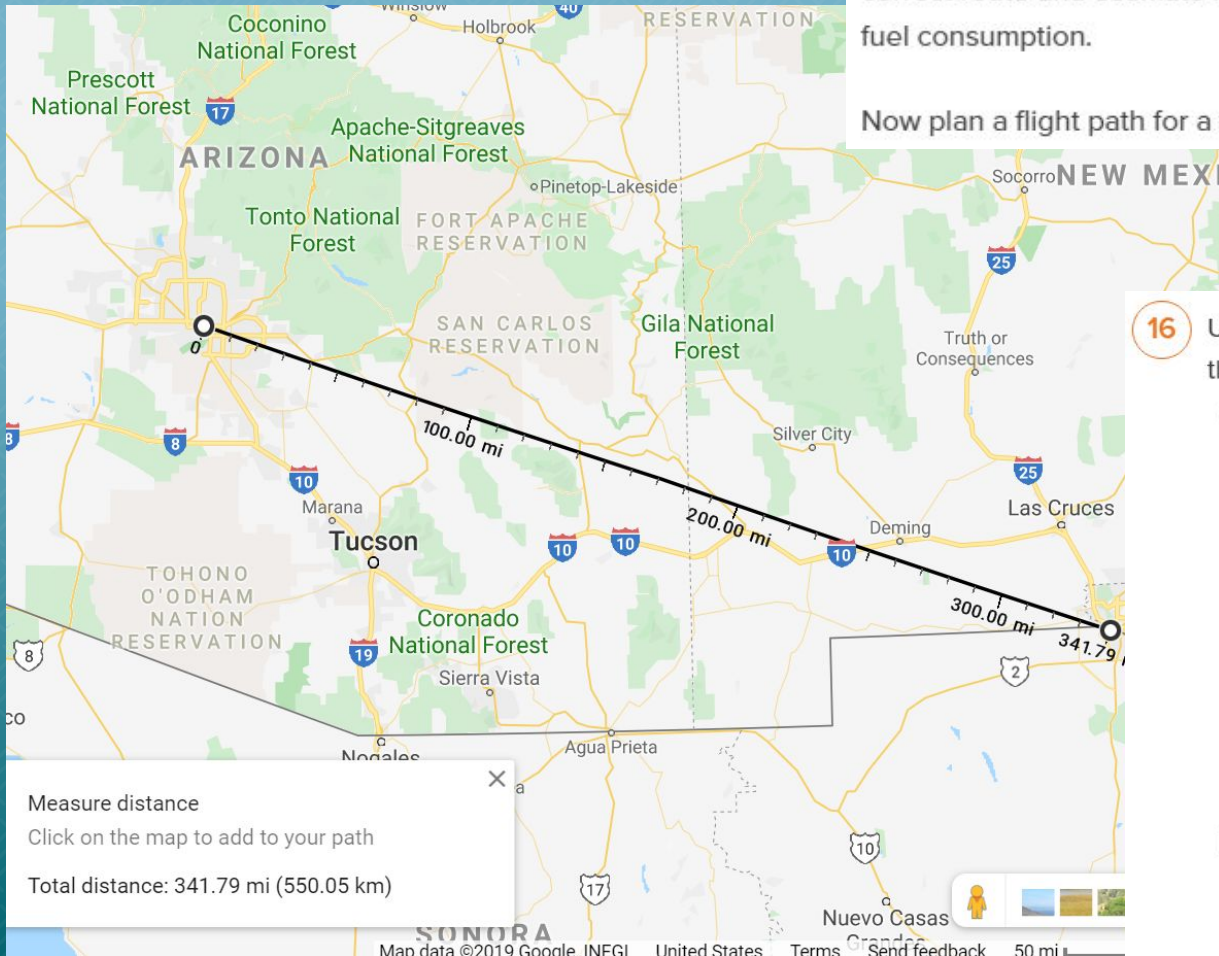 fuel consumption.
Now plan a flight path for a
16
Coconino
National Forest
Winslow
Holbrook
40
RESERVATION
Prescott
National Forest
17
Apache-Sitgreaves
National Forest
ARIZONA
Pinetop-Lakeside
Socorro
NEW MEXI
Tonto National
Forest
FORT APACHE
RESERVATION
25
SAN CARLOS
RESERVATION
Gila National
Forest
Truth or
Consequences
0
100.00 mi
8
8
10
Silver City
25
Marana
Tucson
200.00 mi
Deming
Las Cruces
10
10
10
TOHONO
O'ODHAM
NATION
RESERVATION
Coronado
National Forest
300.00 mi
341.79
8
19
Sierra Vista
2
co
Nogales
Agua Prieta
a
Measure distance
Click on the map to add to your path
Total distance: 341.79 mi (550.05 km)
10
17
Nuevo Casas
Grandes
SONORA
Map data ©2019 Google, INEGI United States Terms Send feedback 50 mi